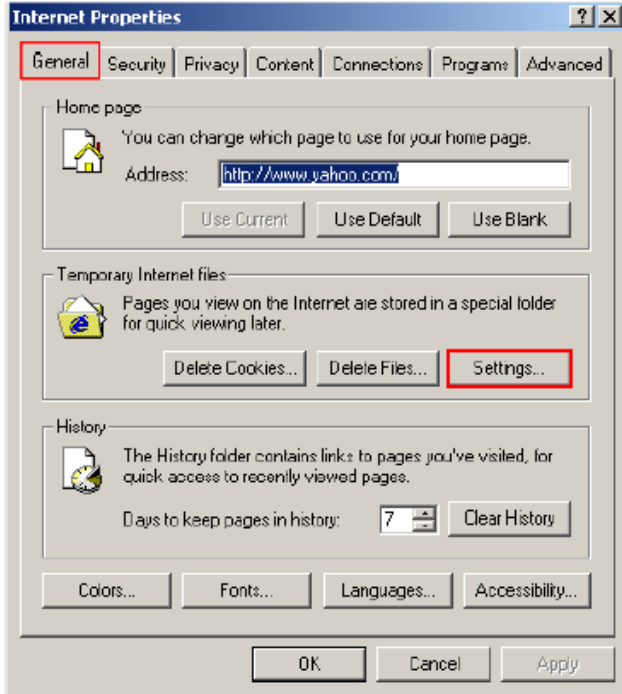 Internet Properties
General Security Privacy Content Connections Programs Advanced
Home page
You can change which page to use for your home page.
Address: http://www.yahoo.com/
Use Current Use Default Use Blank
Temporary Internet files
Pages you view on the Internet are stored in a special folder
for quick viewing later.
Delete Cookies... Delete Files... Settings...
History
The History folder contains links to pages you've visited, for
quick access to recently viewed pages.
Days to keep pages in history: 7 Clear History
Colors... Fonts... Languages... Accessibility...
OK Cancel Apply